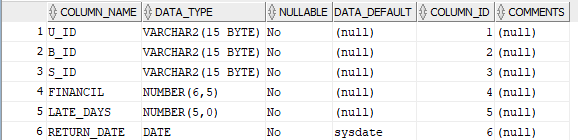 COLUMN_NAME DATA_TYPE NULLABLE DATA_DEFAULT COLUMN_ID COMMENTS
1 U_ID VARCHAR2(15 BYTE) No (null) 1 (null)
2 B_ID VARCHAR2(15 BYTE) No (null) 2 (null)
3 S_ID VARCHAR2(15 BYTE) No (null) 3 (null)
4 FINANCIL NUMBER(6,5) No (null) 4 (null)
5 LATE_DAYS NUMBER(5,0) No (null) 5 (null)
6 RETURN_DATE DATE No sysdate 6 (null)